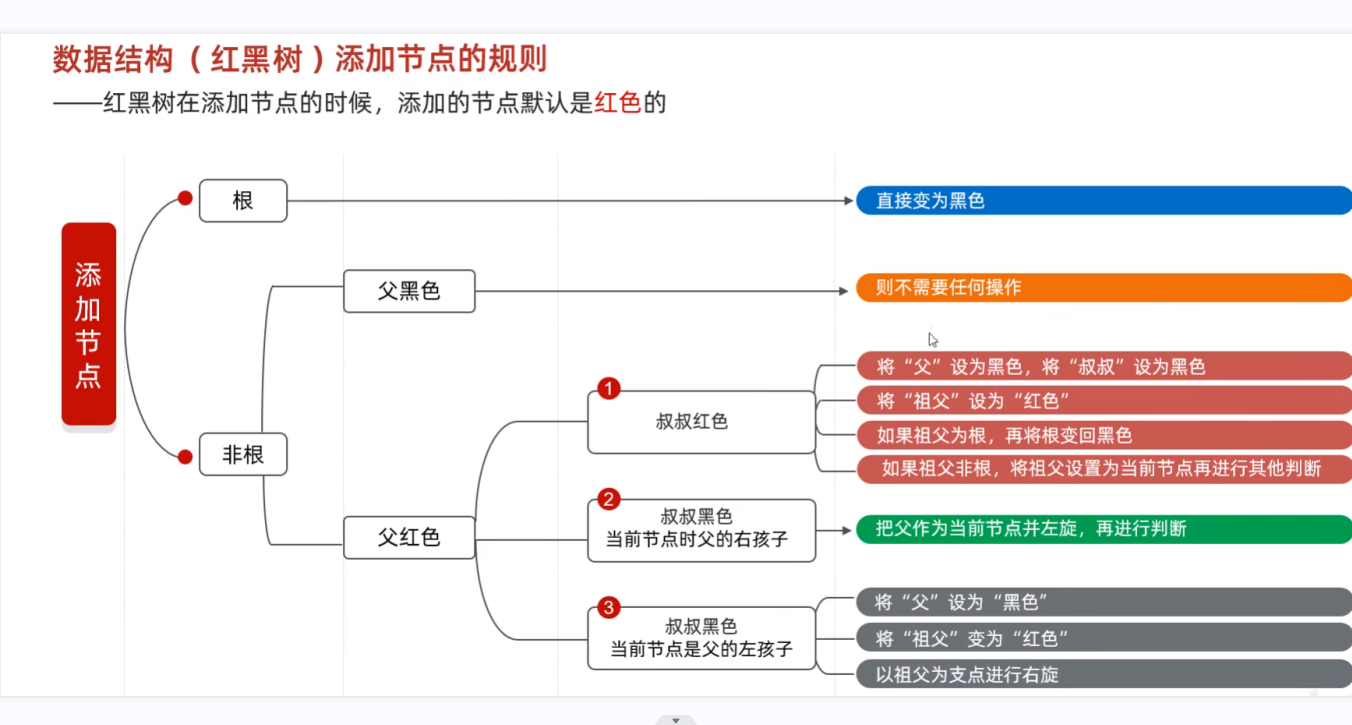 数据结构（红黑树）添加节点的规则
——红黑树在添加节点的时候，添加的节点默认是红色的
添加节点
根
直接变为黑色
非根
父黑色
则不需要任何操作
父红色
1
叔叔红色
将“父”设为黑色，将“叔叔”设为黑色
将“祖父”设为“红色”
如果祖父为根，再将根变回黑色
如果祖父非根，将祖父设置为当前节点再进行其他判断
2
叔叔黑色
当前节点时父的右孩子
把父作为当前节点并左旋，再进行判断
3
叔叔黑色
当前节点是父的左孩子
将“父”设为“黑色”
将“祖父”变为“红色”
以祖父为支点进行右旋